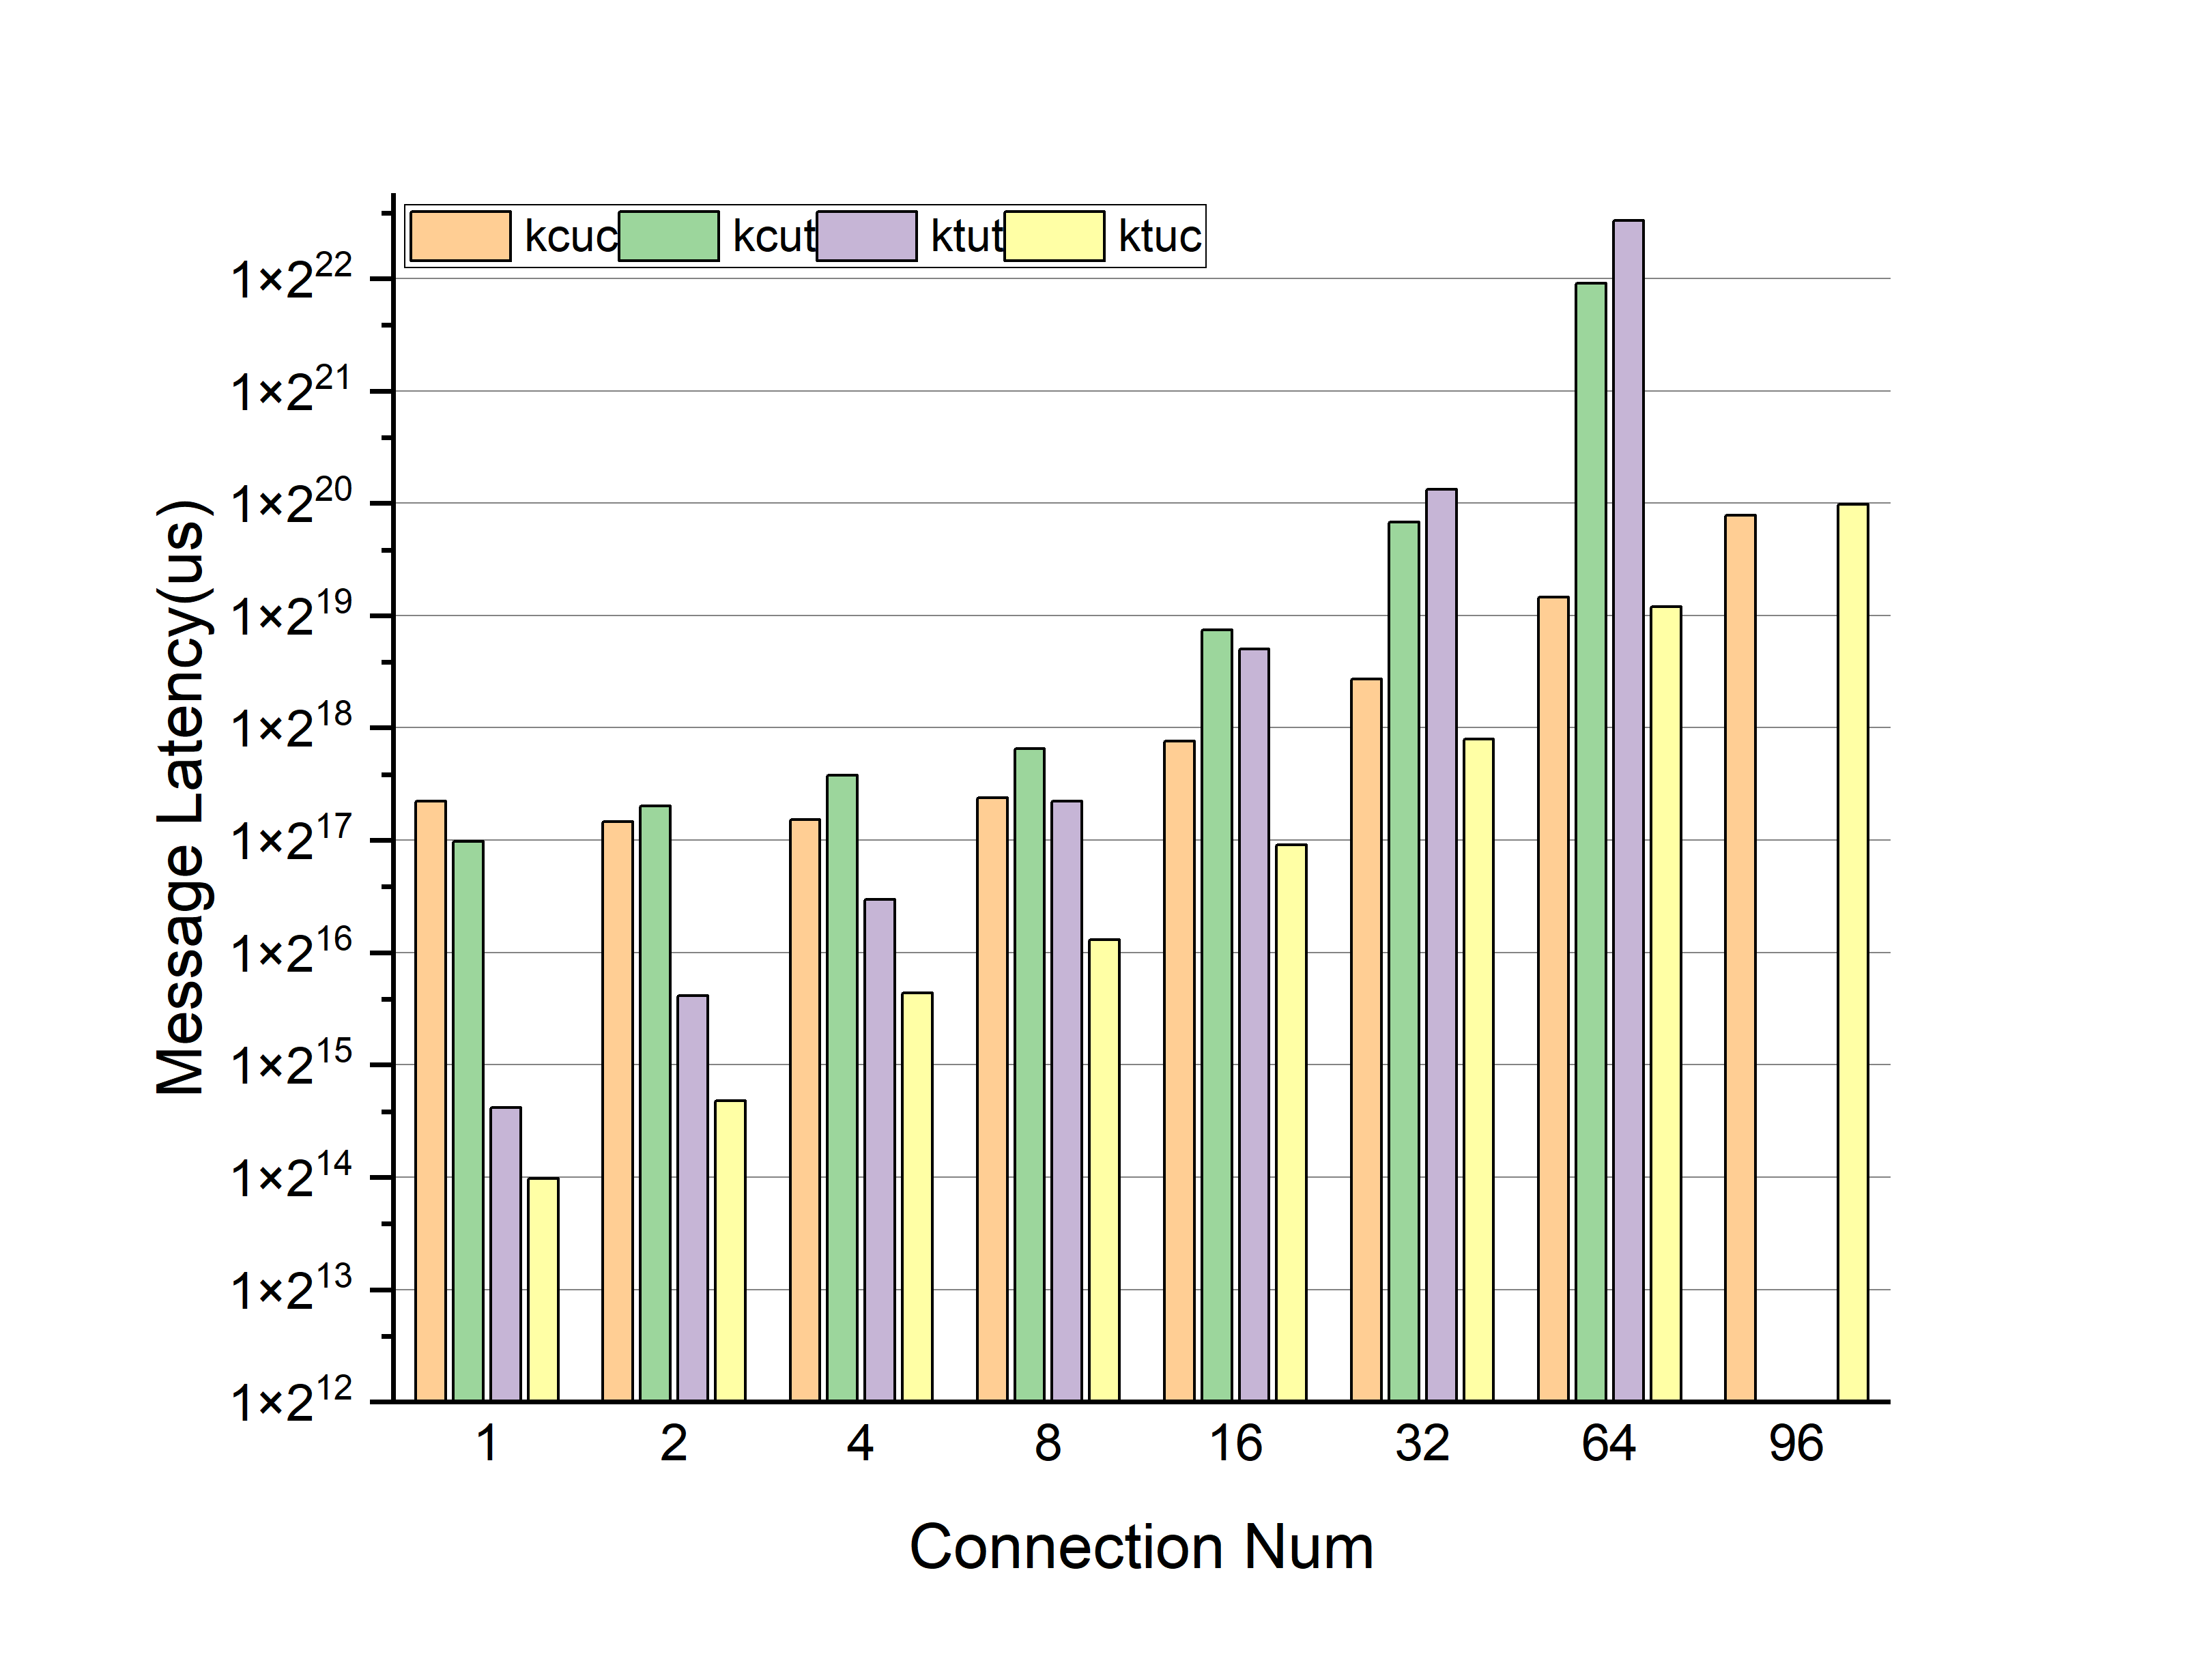 kcuc kcut ktut ktuc
1×2²²
1×2²¹
1×2²⁰
1×2¹⁹
1×2¹⁸
1×2¹⁷
1×2¹⁶
1×2¹⁵
1×2¹⁴
1×2¹³
1×2¹²
Message Latency(us)
1 2 4 8 16 32 64 96
Connection Num